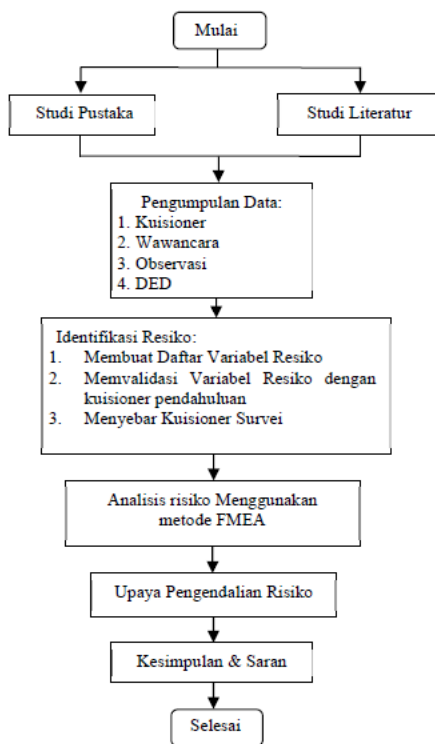 Mulai
Studi Pustaka
Studi Literatur
Pengumpulan Data:
1. Kuisioner
2. Wawancara
3. Observasi
4. DED
Identifikasi Resiko:
1. Membuat Daftar Variabel Resiko
2. Memvalidasi Variabel Resiko dengan
kuisioner pendahuluan
3. Menyebar Kuisioner Survei
Analisis risiko Menggunakan
metode FMEA
Upaya Pengendalian Risiko
Kesimpulan & Saran
Selesai